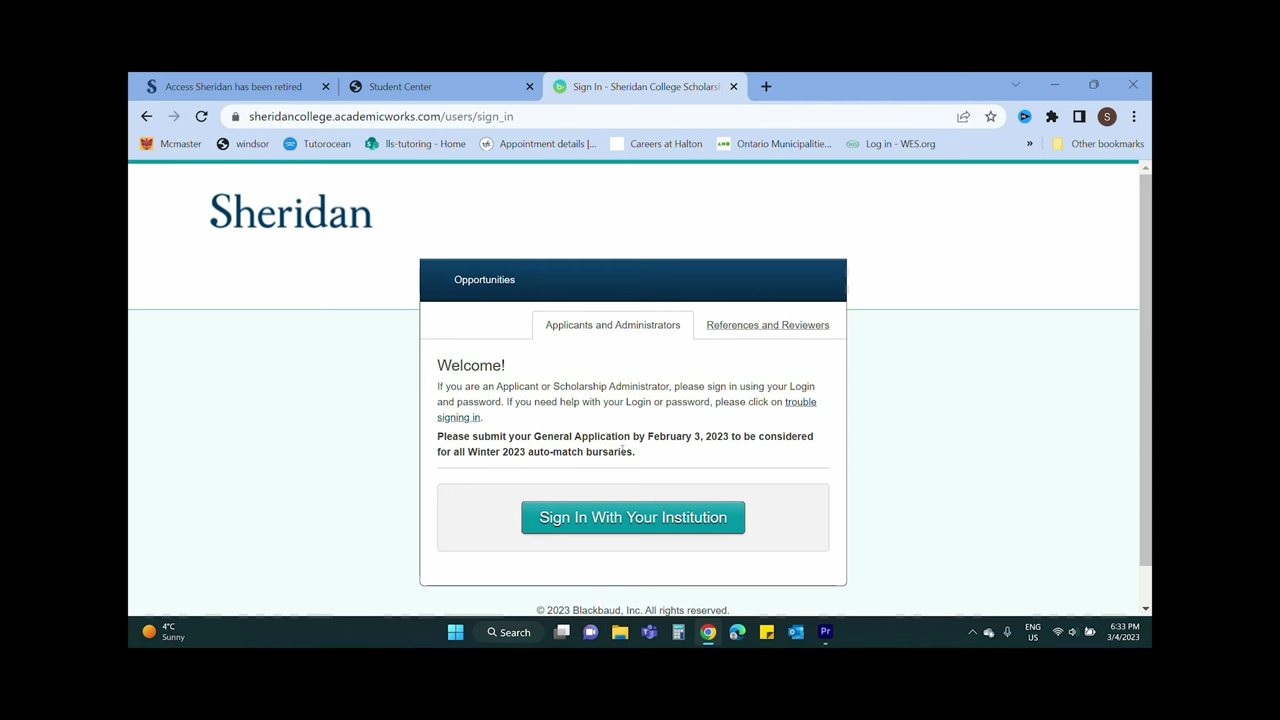 Access Sheridan has been retired
Student Center
Sign In - Sheridan College Scholarsh
sheridancollege.academicworks.com/users/sign_in
S
Mcmaster
windsor
Tutorocean
lls-tutoring - Home
Appointment details |...
Careers at Halton
Ontario Municipalitie...
Log in - WES.org
»
Other bookmarks
Sheridan
Opportunities
Applicants and Administrators
References and Reviewers
Welcome!
If you are an Applicant or Scholarship Administrator, please sign in using your Login
and password. If you need help with your Login or password, please click on trouble
signing in.
Please submit your General Application by February 3, 2023 to be considered
for all Winter 2023 auto-match bursaries.
Sign In With Your Institution
© 2023 Blackbaud, Inc. All rights reserved.
4°C
Sunny
Search
Pr
ENG
US
6:33 PM
3/4/2023